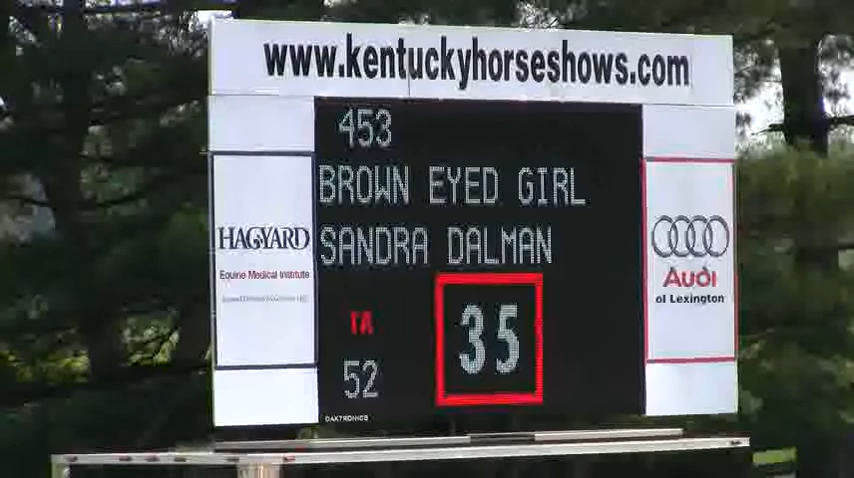 www.kentuckyhorseshows.com
453
BROWN EYED GIRL
SANDRA DALMAN
HAGYARD
Equine Medical Institute
Audi
of Lexington
TA
35
52
DAKTRONICS